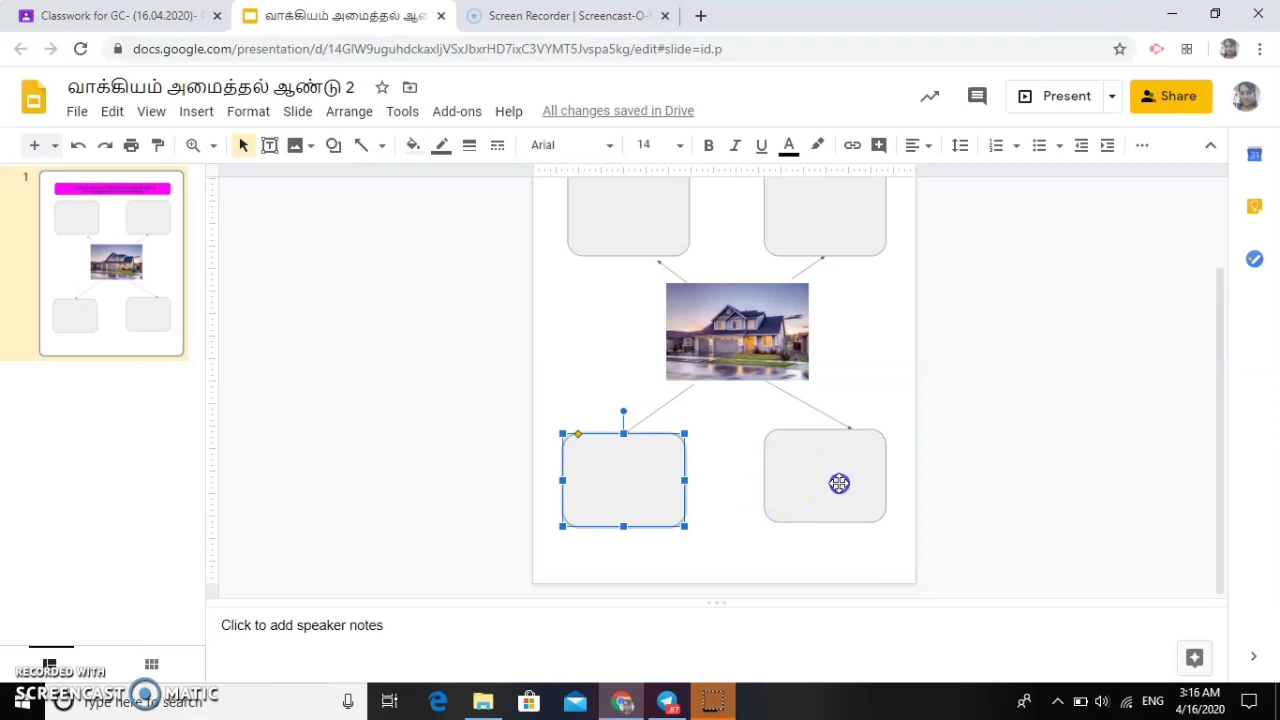 Classwork for GC- (16.04.2020)-
வாக்கியம் அமைத்தல் ஆ
Screen Recorder | Screencast-O-
docs.google.com/presentation/d/14GlW9uguhdckaxljVSxJbxrHD7ixC3VYMT5Jvspa5kg/edit#slide=id.p
வாக்கியம் அமைத்தல் ஆண்டு 2
File Edit View Insert Format Slide Arrange Tools Add-ons Help All changes saved in Drive
Present
Share
Arial 14
1
31
Click to add speaker notes
RECORDED WITH
SCREENCAST MATIC
Type here to search
87
ENG
3:16 AM
4/16/2020